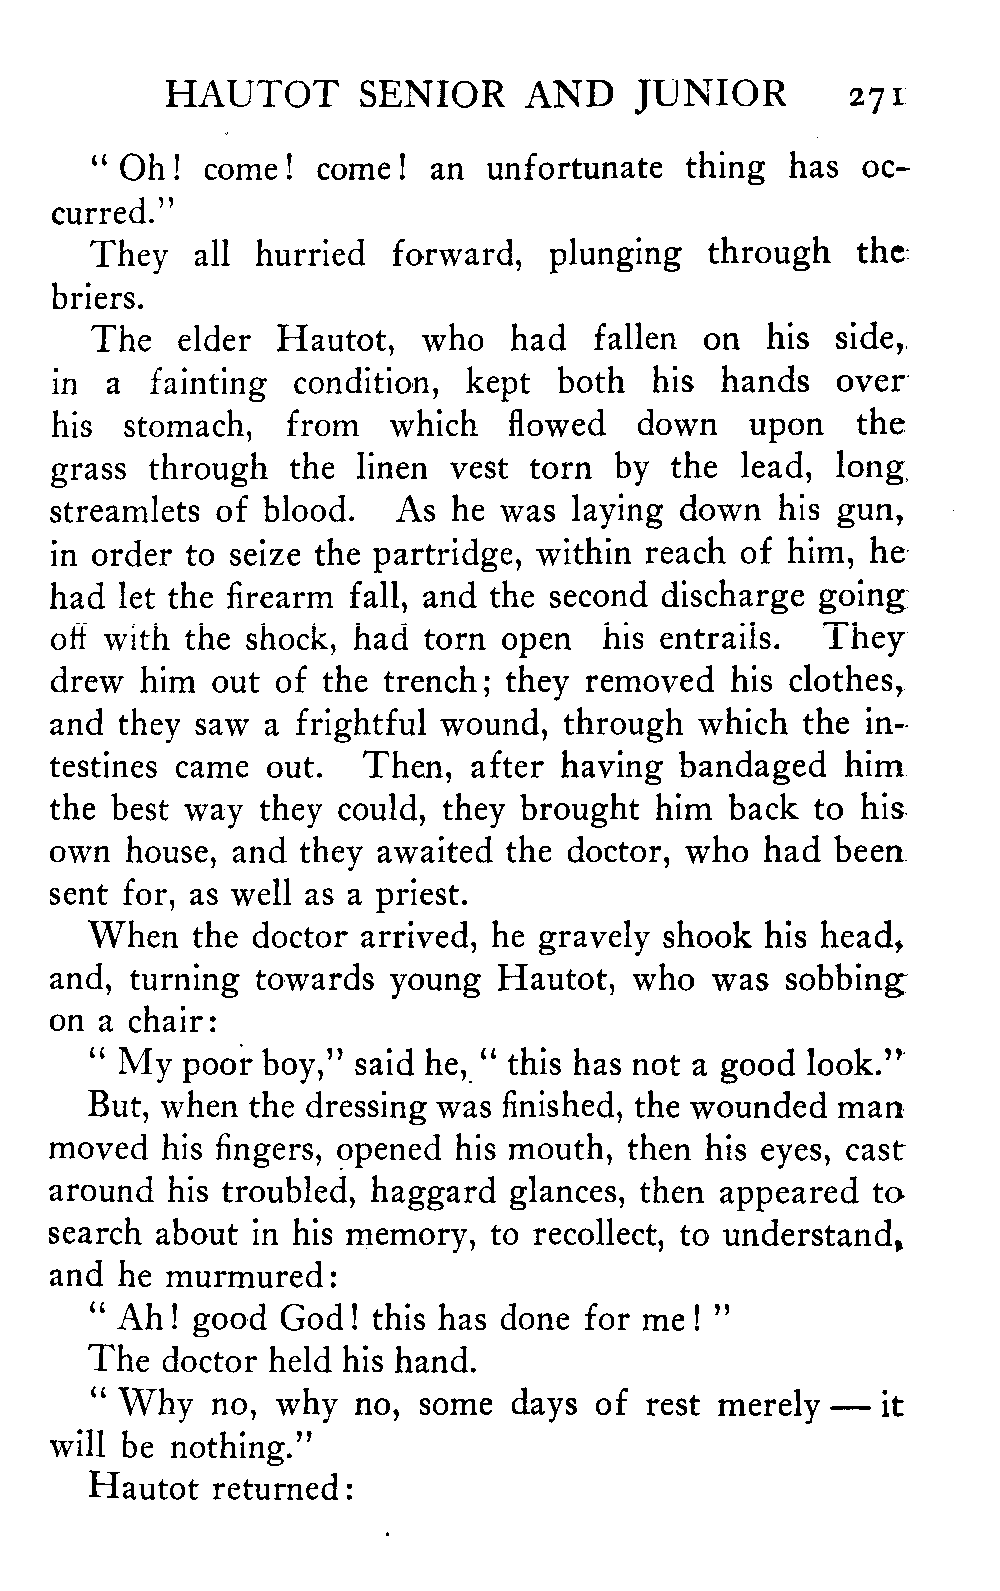 HAUTOT SENIOR AND JUNIOR 271
" Oh! come! come! an unfortunate thing has oc-
curred."
They all hurried forward, plunging through the
briers.
The elder Hautot, who had fallen on his side,
in a fainting condition, kept both his hands over
his stomach, from which flowed down upon the
grass through the linen vest torn by the lead, long
streamlets of blood. As he was laying down his gun,
in order to seize the partridge, within reach of him, he
had let the firearm fall, and the second discharge going
off with the shock, had torn open his entrails. They
drew him out of the trench; they removed his clothes,
and they saw a frightful wound, through which the in-
testines came out. Then, after having bandaged him
the best way they could, they brought him back to his
own house, and they awaited the doctor, who had been
sent for, as well as a priest.
When the doctor arrived, he gravely shook his head,
and, turning towards young Hautot, who was sobbing
on a chair:
" My poor boy," said he, " this has not a good look."
But, when the dressing was finished, the wounded man
moved his fingers, opened his mouth, then his eyes, cast
around his troubled, haggard glances, then appeared to
search about in his memory, to recollect, to understand,
and he murmured:
" Ah! good God! this has done for me! "
The doctor held his hand.
" Why no, why no, some days of rest merely — it
will be nothing."
Hautot returned: